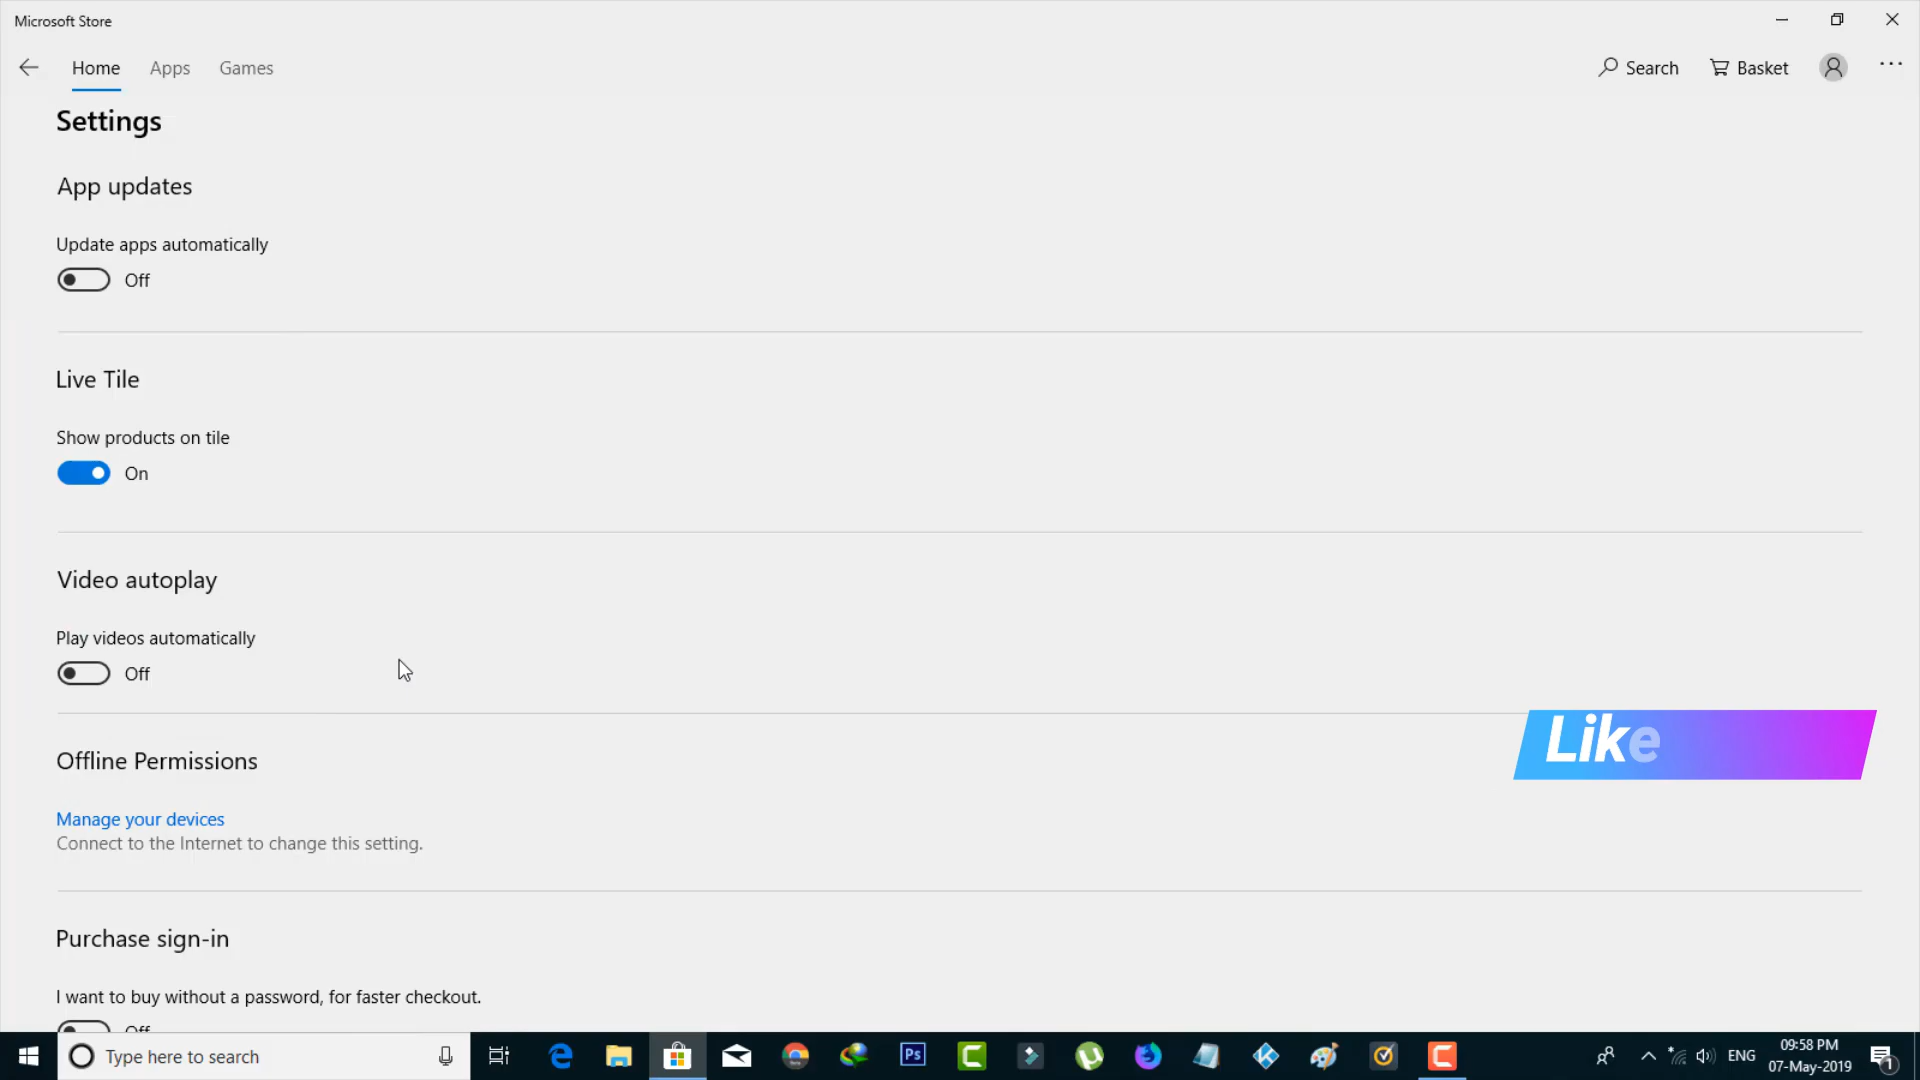 Microsoft Store
Home Apps Games Search Basket
Settings
App updates
Update apps automatically
Off
Live Tile
Show products on tile
On
Video autoplay
Play videos automatically
Off
Like
Offline Permissions
Manage your devices
Connect to the Internet to change this setting.
Purchase sign-in
I want to buy without a password, for faster checkout.
Off
Type here to search
Ps
ENG
09:58 PM
07-May-2019
1